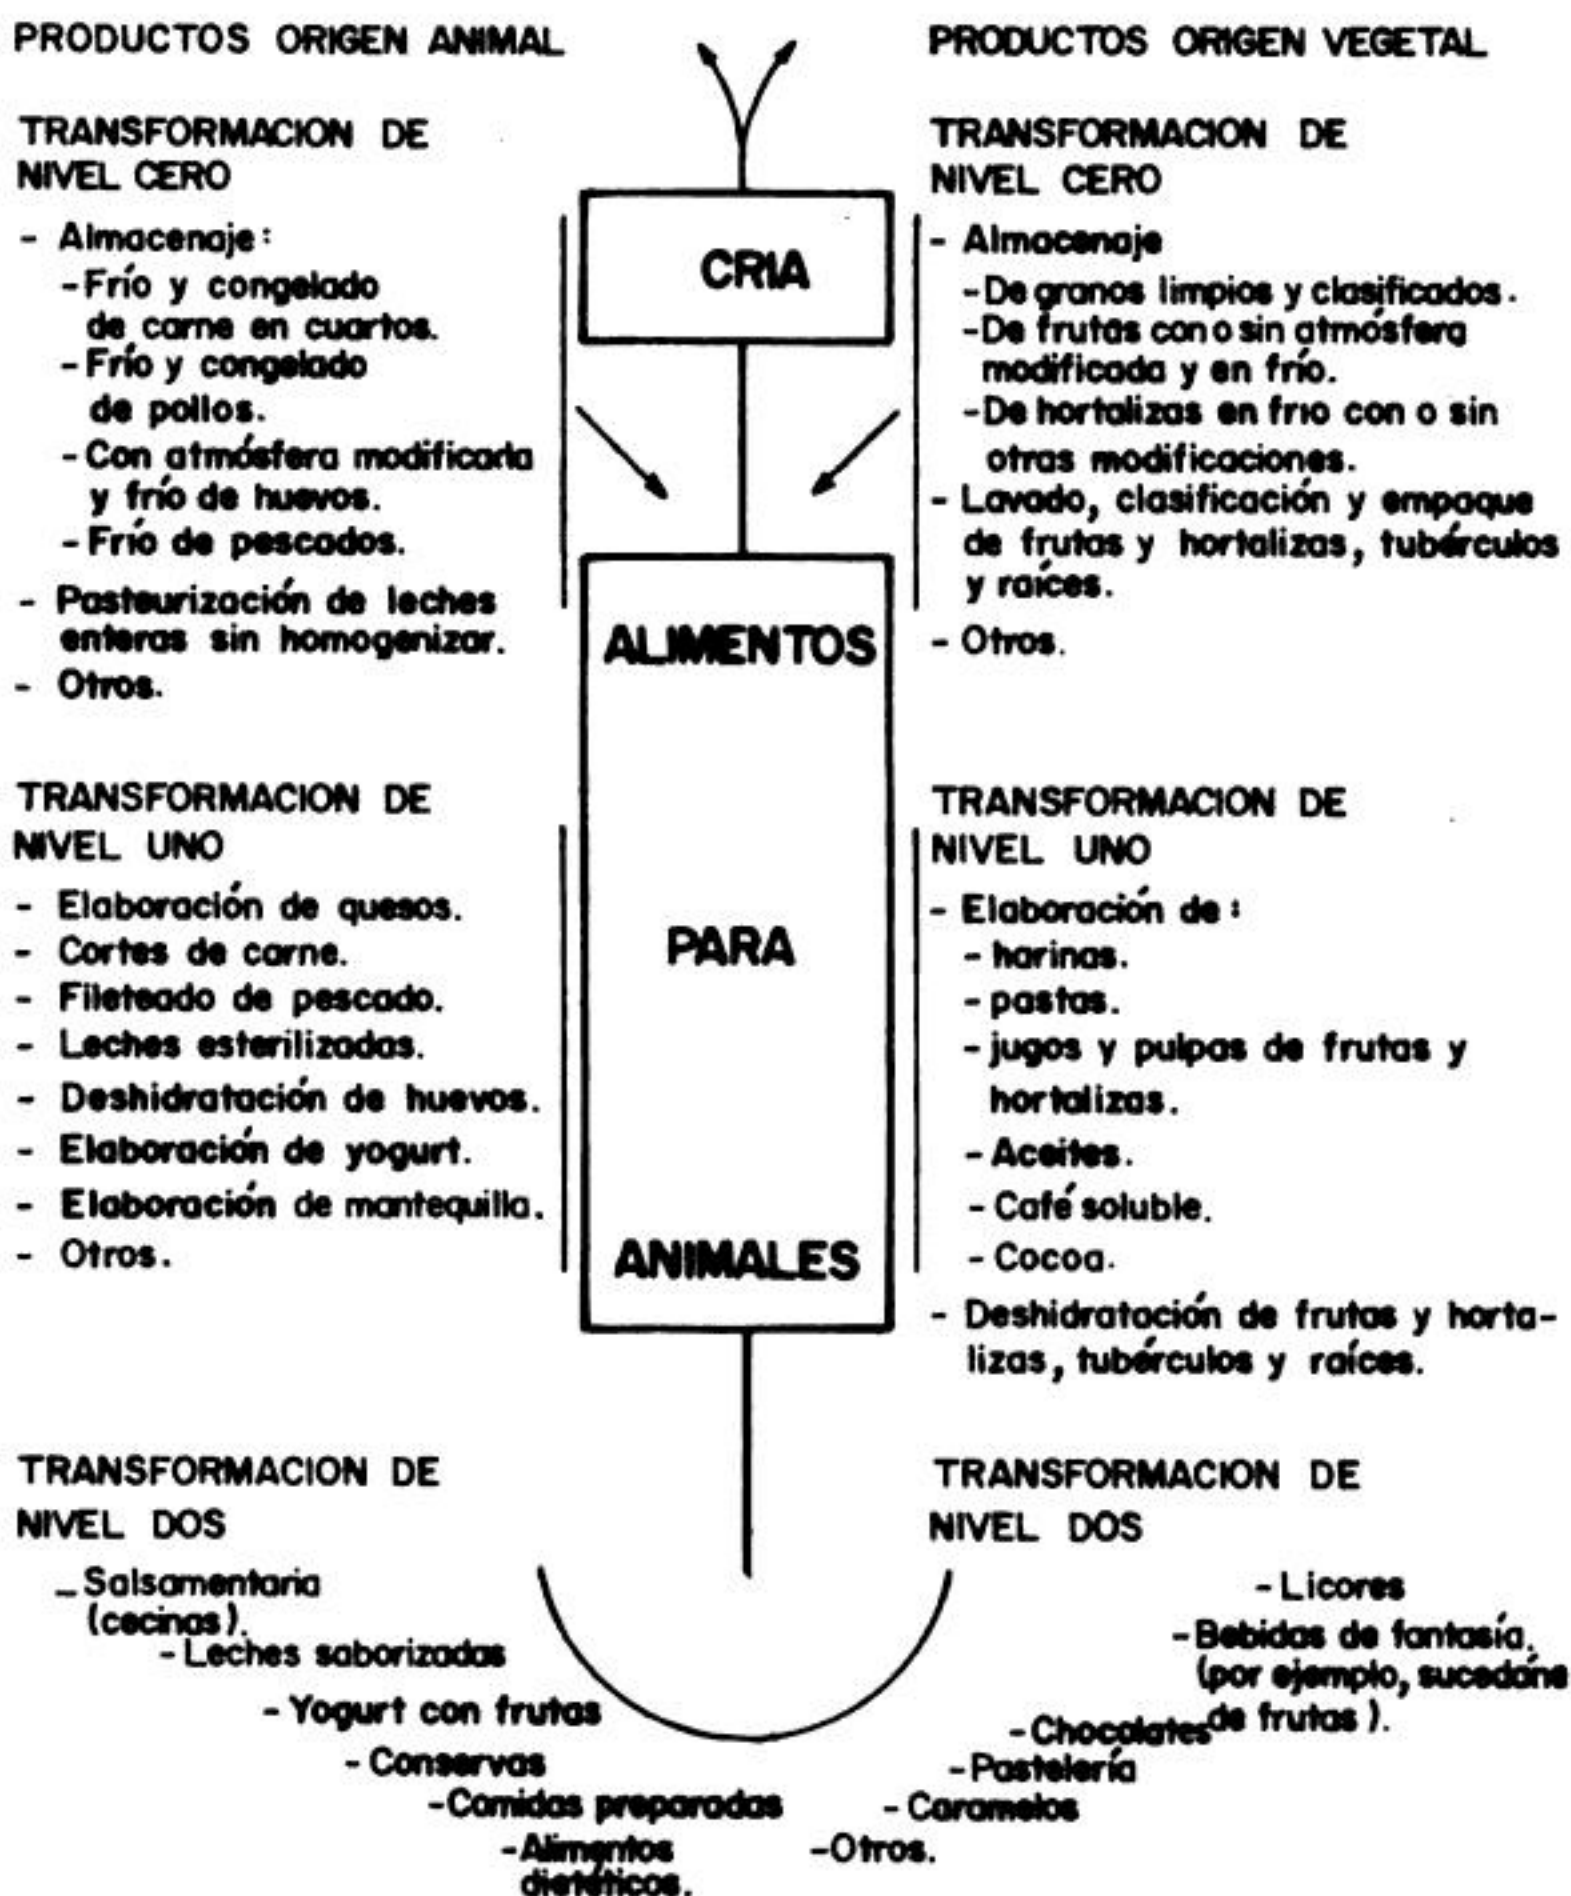 PRODUCTOS ORIGEN ANIMAL
TRANSFORMACION DE
NIVEL CERO
- Almacenaje:
- Frío y congelado
de carne en cuartos.
- Frío y congelado
de pollos.
- Con atmósfera modificada
y frío de huevos.
- Frío de pescados.
- Pasteurización de leches
enteras sin homogenizar.
- Otros.
TRANSFORMACION DE
NIVEL UNO
- Elaboración de quesos.
- Cortes de carne.
- Fileteado de pescado.
- Leches esterilizadas.
- Deshidratación de huevos.
- Elaboración de yogurt.
- Elaboración de mantequilla.
- Otros.
CRIA
ALIMENTOS
PARA
ANIMALES
PRODUCTOS ORIGEN VEGETAL
TRANSFORMACION DE
NIVEL CERO
- Almacenaje
- De granos limpios y clasificados.
- De frutas con o sin atmósfera
modificada y en frío.
- De hortalizas en frıo con o sin
otras modificaciones.
- Lavado, clasificación y empaque
de frutas y hortalizas, tubérculos
y raíces.
- Otros.
TRANSFORMACION DE
NIVEL UNO
- Elaboración de:
- harinas.
- pastas.
- jugos y pulpas de frutas y
hortalizas.
- Aceites.
- Café soluble.
- Cocoa.
- Deshidratación de frutas y horta-
lizas, tubérculos y raíces.
TRANSFORMACION DE
NIVEL DOS
- Salsamentaria
(cecinas).
- Leches saborizadas
- Yogurt con frutas
- Conservas
- Comidas preparadas
- Alimentos
dietéticos.
TRANSFORMACION DE
NIVEL DOS
- Licores
- Bebidas de fantasía.
(por ejemplo, sucedáne
de frutas).
- Chocolates
- Pastelería
- Caramelos
- Otros.